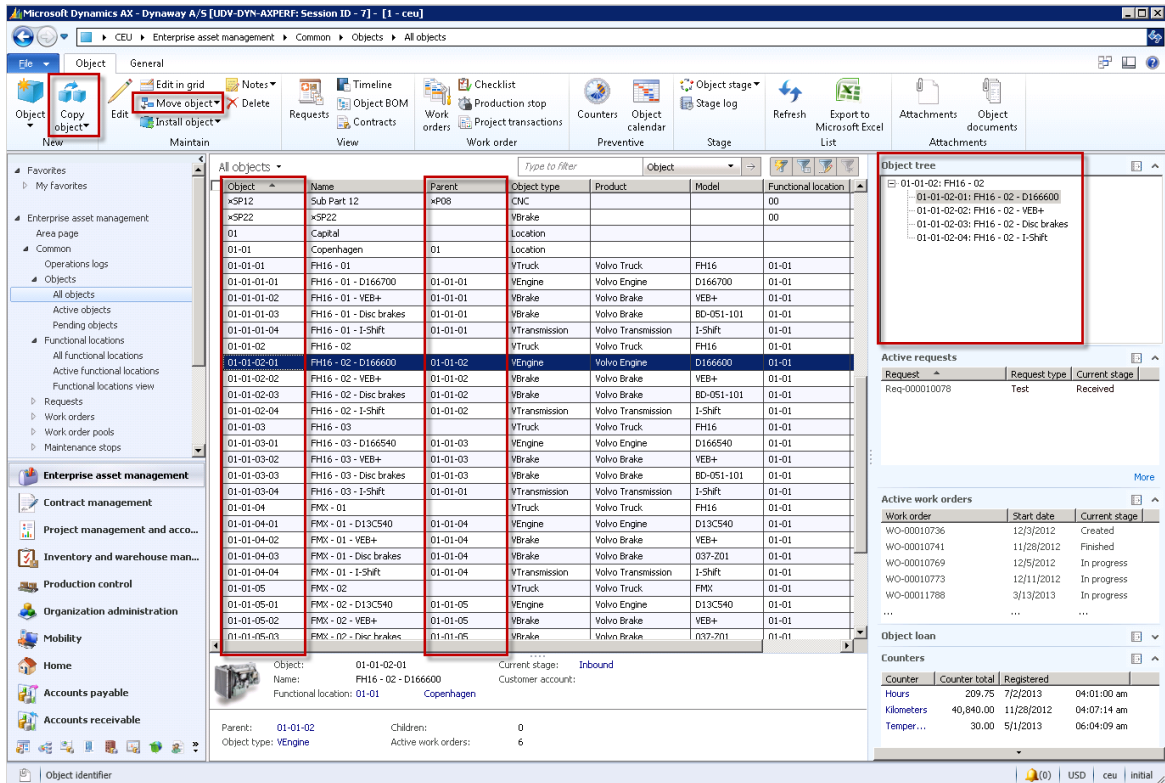 Microsoft Dynamics AX - Dynaway A/S [UDV-DYN-AXPERF: Session ID - 7] - [1 - ceu]
CEU Enterprise asset management Common Objects All objects
File Object General
Object Copy object Edit Edit in grid Move object Install object Notes Delete
Requests Timeline Object BOM Contracts
Work orders Checklist Production stop Project transactions
Counters Object calendar Object stage Stage log
Refresh Export to Microsoft Excel Attachments Object documents
New Maintain View Work order Preventive Stage List Attachments
Favorites
My favorites
Enterprise asset management
Area page
Common
Operations logs
Objects
All objects
Active objects
Pending objects
Functional locations
All functional locations
Active functional locations
Functional locations view
Requests
Work orders
Work order pools
Maintenance stops
Enterprise asset management
Contract management
Project management and acco...
Inventory and warehouse man...
Production control
Organization administration
Mobility
Home
Accounts payable
Accounts receivable
All objects Type to filter Object
Object Name Parent Object type Product Model Functional location
xSP12 Sub Part 12 xP08 CNC 00
xSP22 xSP22 VBrake 00
01 Capital Location
01-01 Copenhagen 01 Location
01-01-01 FH16 - 01 VTruck Volvo Truck FH16 01-01
01-01-01-01 FH16 - 01 - D166700 01-01-01 VEngine Volvo Engine D166700 01-01
01-01-01-02 FH16 - 01 - VEB+ 01-01-01 VBrake Volvo Brake VEB+ 01-01
01-01-01-03 FH16 - 01 - Disc brakes 01-01-01 VBrake Volvo Brake BD-051-101 01-01
01-01-01-04 FH16 - 01 - I-Shift 01-01-01 VTransmission Volvo Transmission I-Shift 01-01
01-01-02 FH16 - 02 VTruck Volvo Truck FH16 01-01
01-01-02-01 FH16 - 02 - D166600 01-01-02 VEngine Volvo Engine D166600 01-01
01-01-02-02 FH16 - 02 - VEB+ 01-01-02 VBrake Volvo Brake VEB+ 01-01
01-01-02-03 FH16 - 02 - Disc brakes 01-01-02 VBrake Volvo Brake BD-051-101 01-01
01-01-02-04 FH16 - 02 - I-Shift 01-01-02 VTransmission Volvo Transmission I-Shift 01-01
01-01-03 FH16 - 03 VTruck Volvo Truck FH16 01-01
01-01-03-01 FH16 - 03 - D166540 01-01-03 VEngine Volvo Engine D166540 01-01
01-01-03-02 FH16 - 03 - VEB+ 01-01-03 VBrake Volvo Brake VEB+ 01-01
01-01-03-03 FH16 - 03 - Disc brakes 01-01-03 VBrake Volvo Brake BD-051-101 01-01
01-01-03-04 FH16 - 03 - I-Shift 01-01-01 VTransmission Volvo Transmission I-Shift 01-01
01-01-04 FMX - 01 VTruck Volvo Truck FH16 01-01
01-01-04-01 FMX - 01 - D13C540 01-01-04 VEngine Volvo Engine D13C540 01-01
01-01-04-02 FMX - 01 - VEB+ 01-01-04 VBrake Volvo Brake VEB+ 01-01
01-01-04-03 FMX - 01 - Disc brakes 01-01-04 VBrake Volvo Brake 037-Z01 01-01
01-01-04-04 FMX - 01 - I-Shift 01-01-04 VTransmission Volvo Transmission I-Shift 01-01
01-01-05 FMX - 02 VTruck Volvo Truck FMX 01-01
01-01-05-01 FMX - 02 - D13C540 01-01-05 VEngine Volvo Engine D13C540 01-01
01-01-05-02 FMX - 02 - VEB+ 01-01-05 VBrake Volvo Brake VEB+ 01-01
01-01-05-03 FMX - 02 - Disc brakes 01-01-05 VBrake Volvo Brake 037-Z01 01-01
Object: 01-01-02-01 Current stage: Inbound
Name: FH16 - 02 - D166600 Customer account:
Functional location: 01-01 Copenhagen
Parent: 01-01-02 Children: 0
Object type: VEngine Active work orders: 6
Object tree
01-01-02: FH16 - 02
01-01-02-01: FH16 - 02 - D166600
01-01-02-02: FH16 - 02 - VEB+
01-01-02-03: FH16 - 02 - Disc brakes
01-01-02-04: FH16 - 02 - I-Shift
Active requests
Request Request type Current stage
Req-000010078 Test Received
More
Active work orders
Work order Start date Current stage
WO-00010736 12/3/2012 Created
WO-00010741 11/28/2012 Finished
WO-00010769 12/5/2012 In progress
WO-00010773 12/11/2012 In progress
WO-00011788 3/13/2013 In progress
... ... ...
Object loan
Counters
Counter Counter total Registered
Hours 209.75 7/2/2013 04:01:00 am
Kilometers 40,840.00 11/28/2012 04:07:14 am
Temper... 30.00 5/1/2013 06:04:09 am
Object identifier (0) USD ceu initial